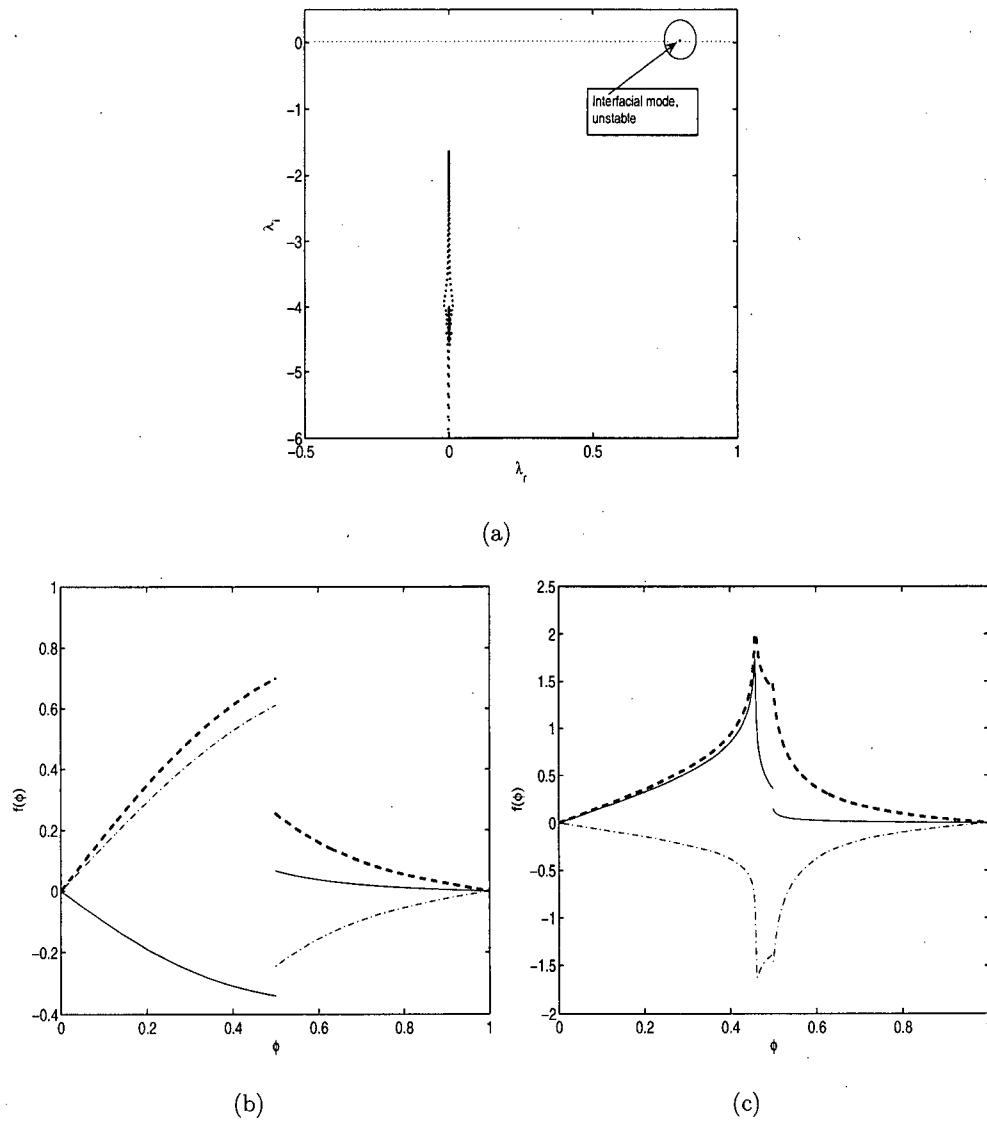 0
−1
−2
−3
−4
−5
−6
λi
Interfacial mode,
unstable
−0.5 0 0.5 1
λr
(a)
1
0.8
0.6
0.4
0.2
0
−0.2
−0.4
f(ϕ)
0 0.2 0.4 0.6 0.8 1
ϕ
(b)
2.5
2
1.5
1
0.5
0
−0.5
−1
−1.5
−2
f(ϕ)
0 0.2 0.4 0.6 0.8
ϕ
(c)